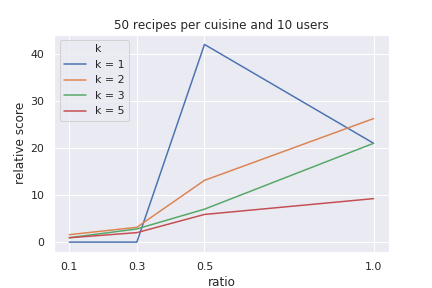 50 recipes per cuisine and 10 users
k
k = 1
k = 2
k = 3
k = 5
relative score
40
30
20
10
0
0.1 0.3 0.5 1.0
ratio